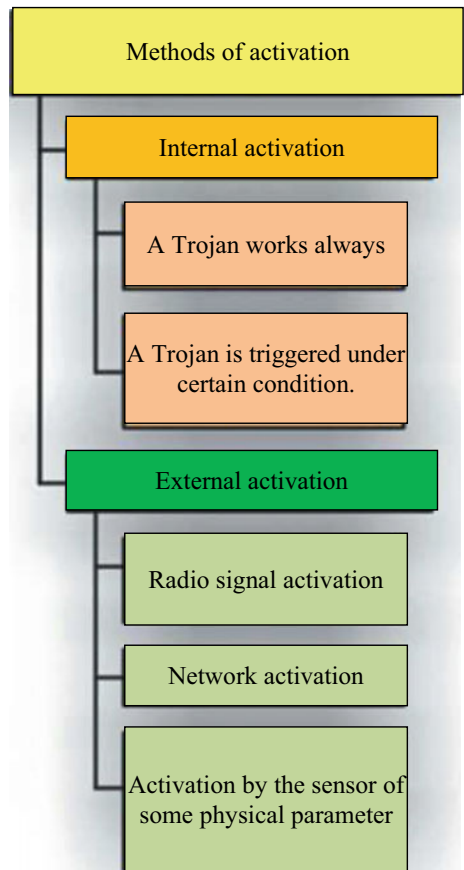 Methods of activation
Internal activation
A Trojan works always
A Trojan is triggered under
certain condition.
External activation
Radio signal activation
Network activation
Activation by the sensor of
some physical parameter